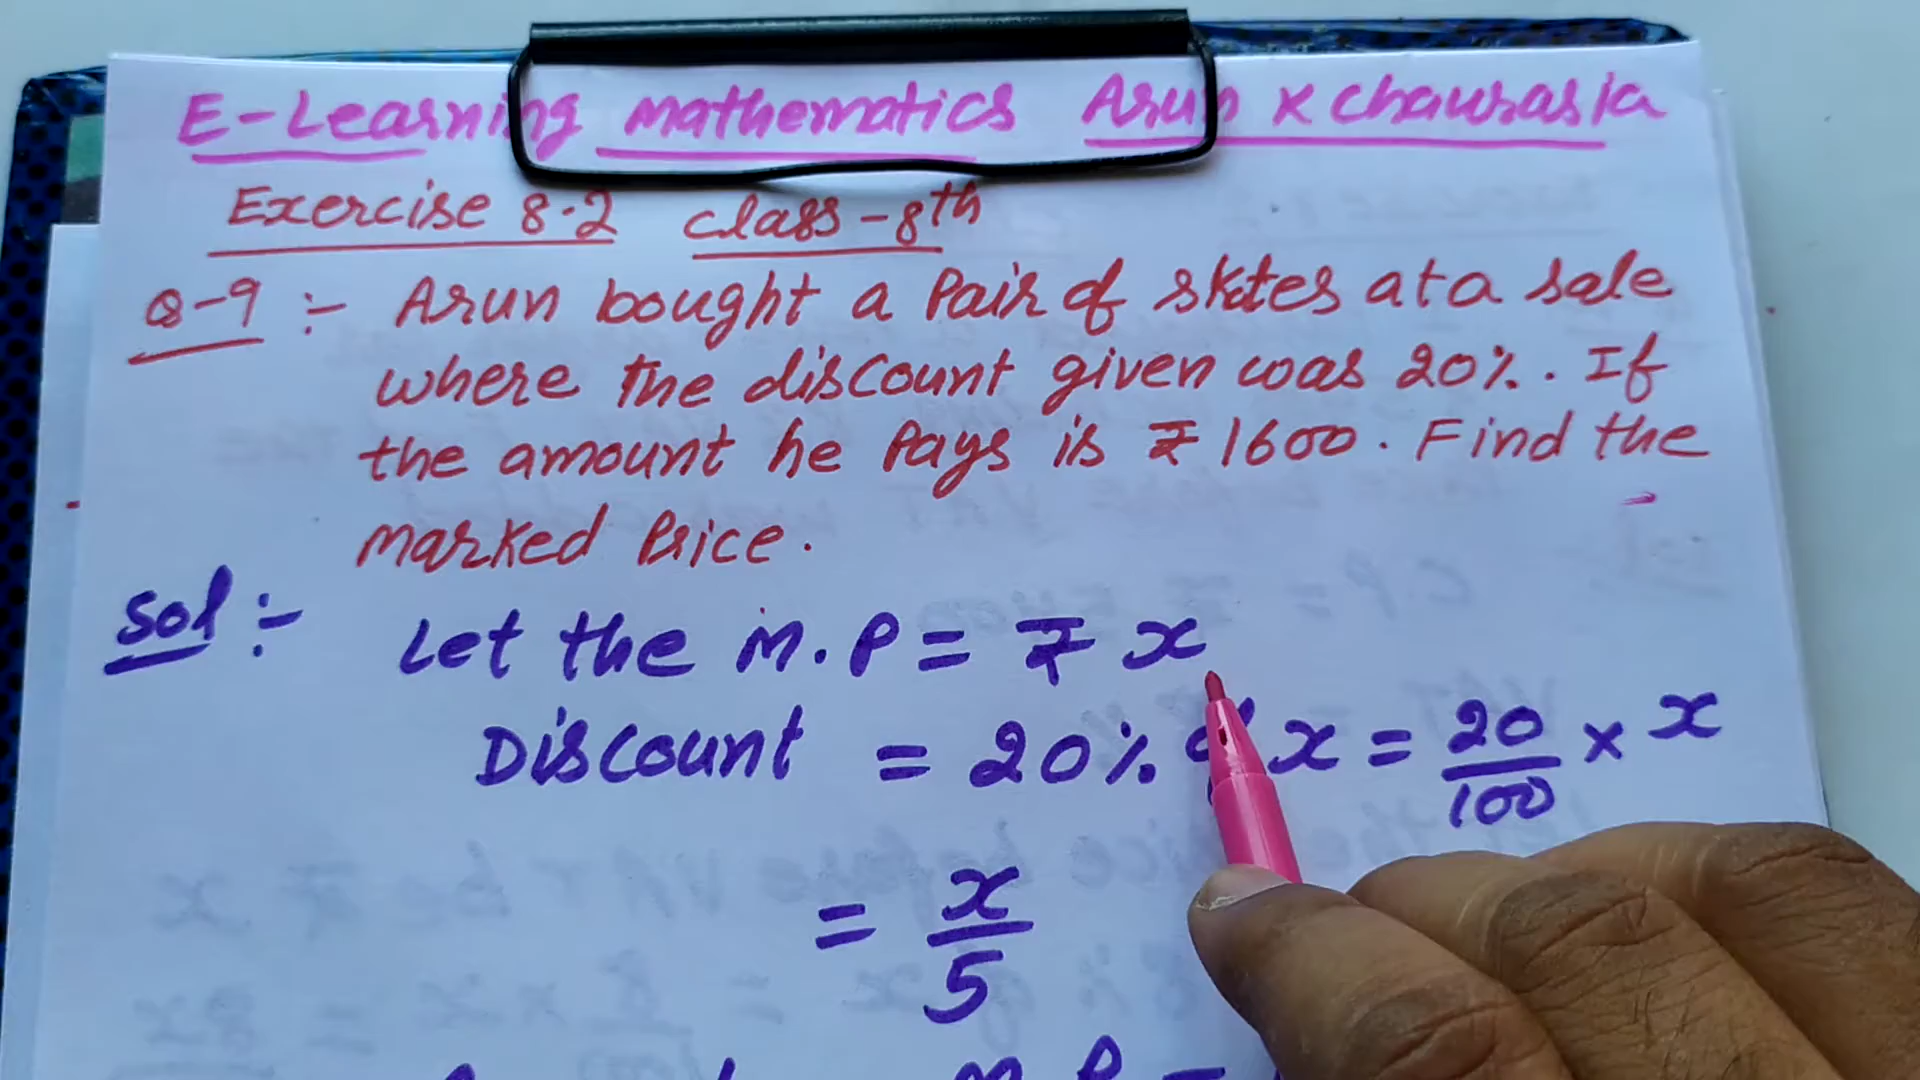 E-Learning mathematics Arun x chaurasia
Exercise 8.2 class-8th
Q-9 :- Arun bought a Pair of skates at a sale
where the discount given was 20%. If
the amount he Pays is ₹ 1600. Find the
marked Price.
Sol :- Let the M.P = ₹ x
Discount = 20% of x = 20/100 × x
= x/5
M.P =